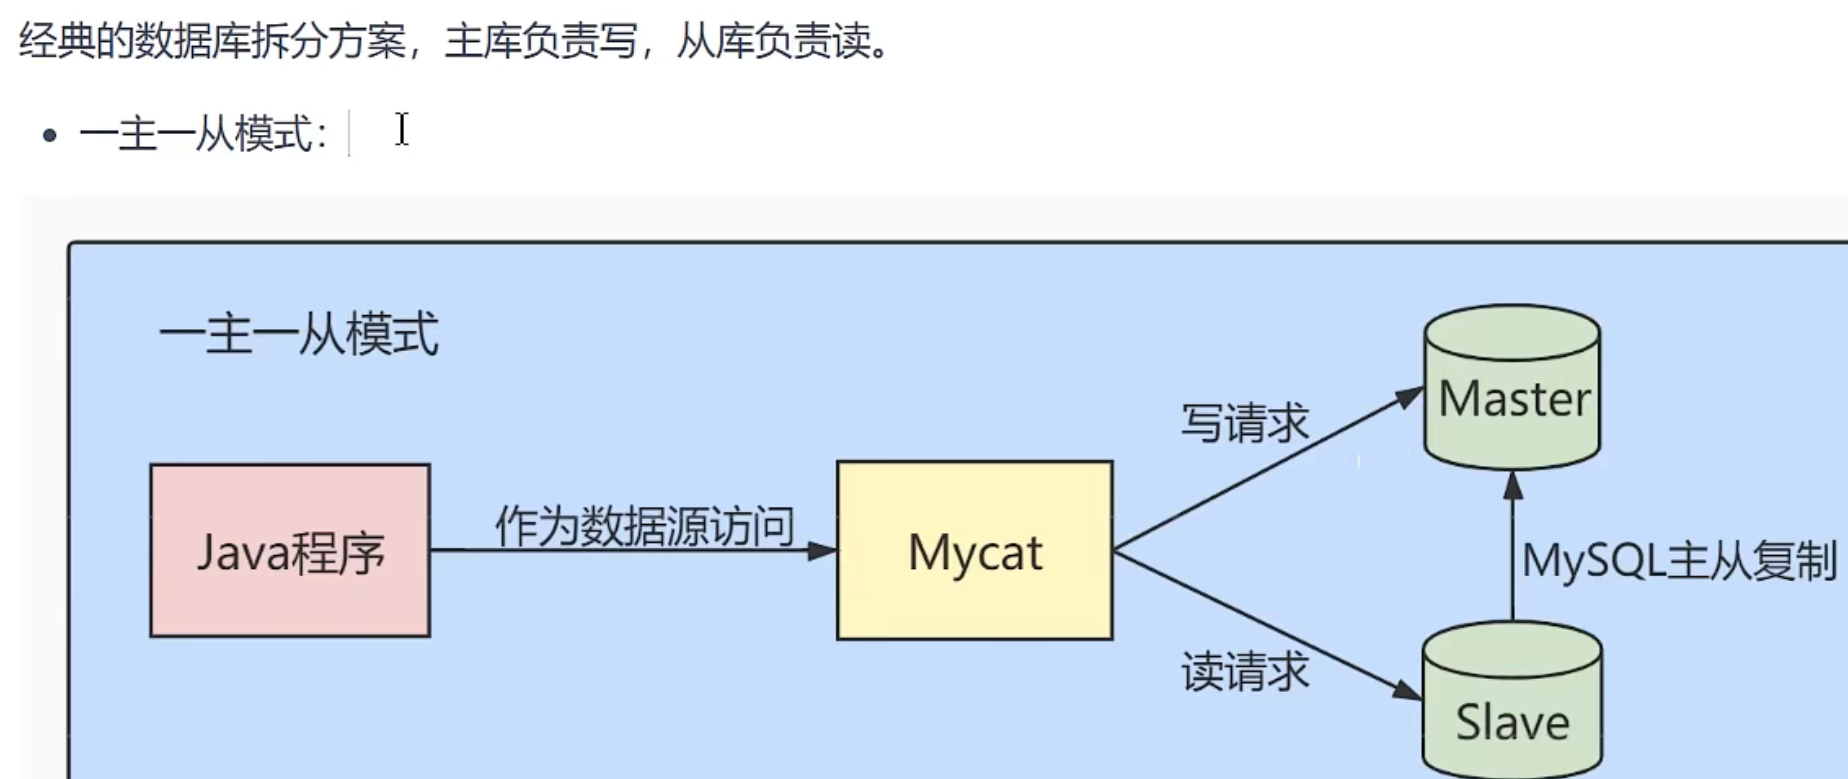 经典的数据库拆分方案，主库负责写，从库负责读。
一主一从模式：
一主一从模式
写请求
Master
Java程序
作为数据源访问
Mycat
MySQL主从复制
读请求
Slave